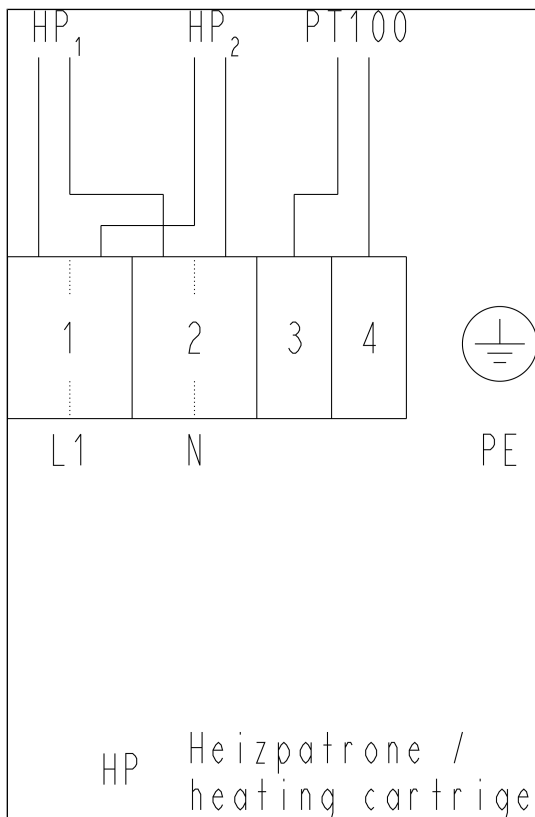 HP₁ HP₂ PT100
1 2 3 4
L1 N PE
HP Heizpatrone /
heating cartrige